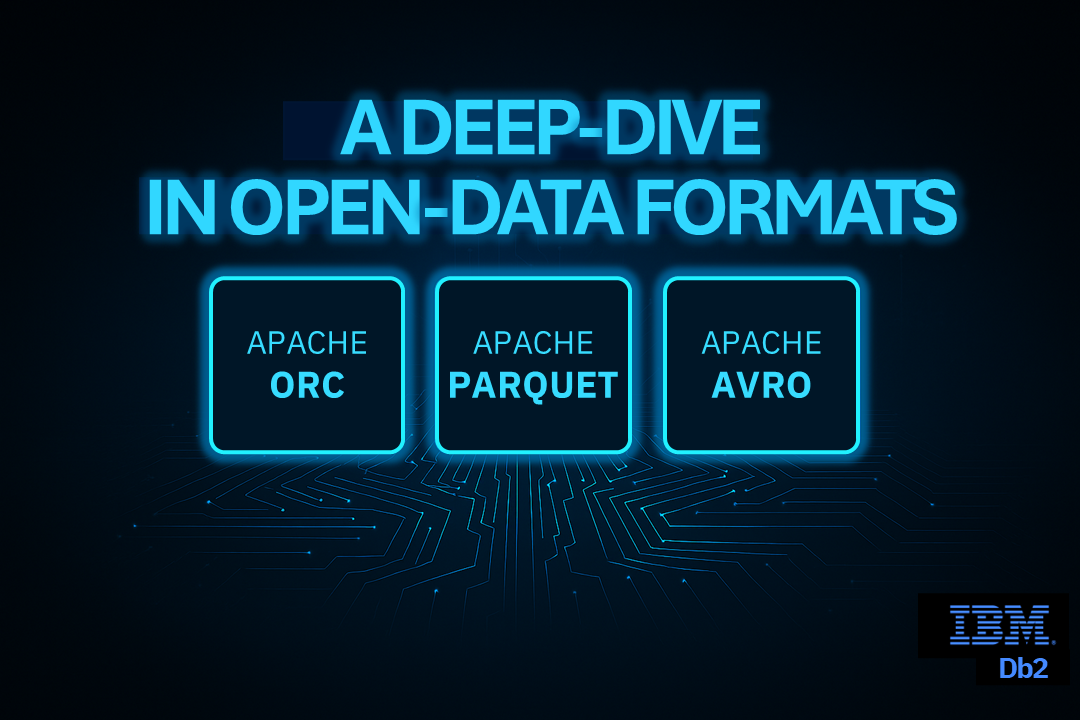 A DEEP-DIVE
IN OPEN-DATA FORMATS
APACHE
ORC
APACHE
PARQUET
APACHE
AVRO
IBM®
Db2